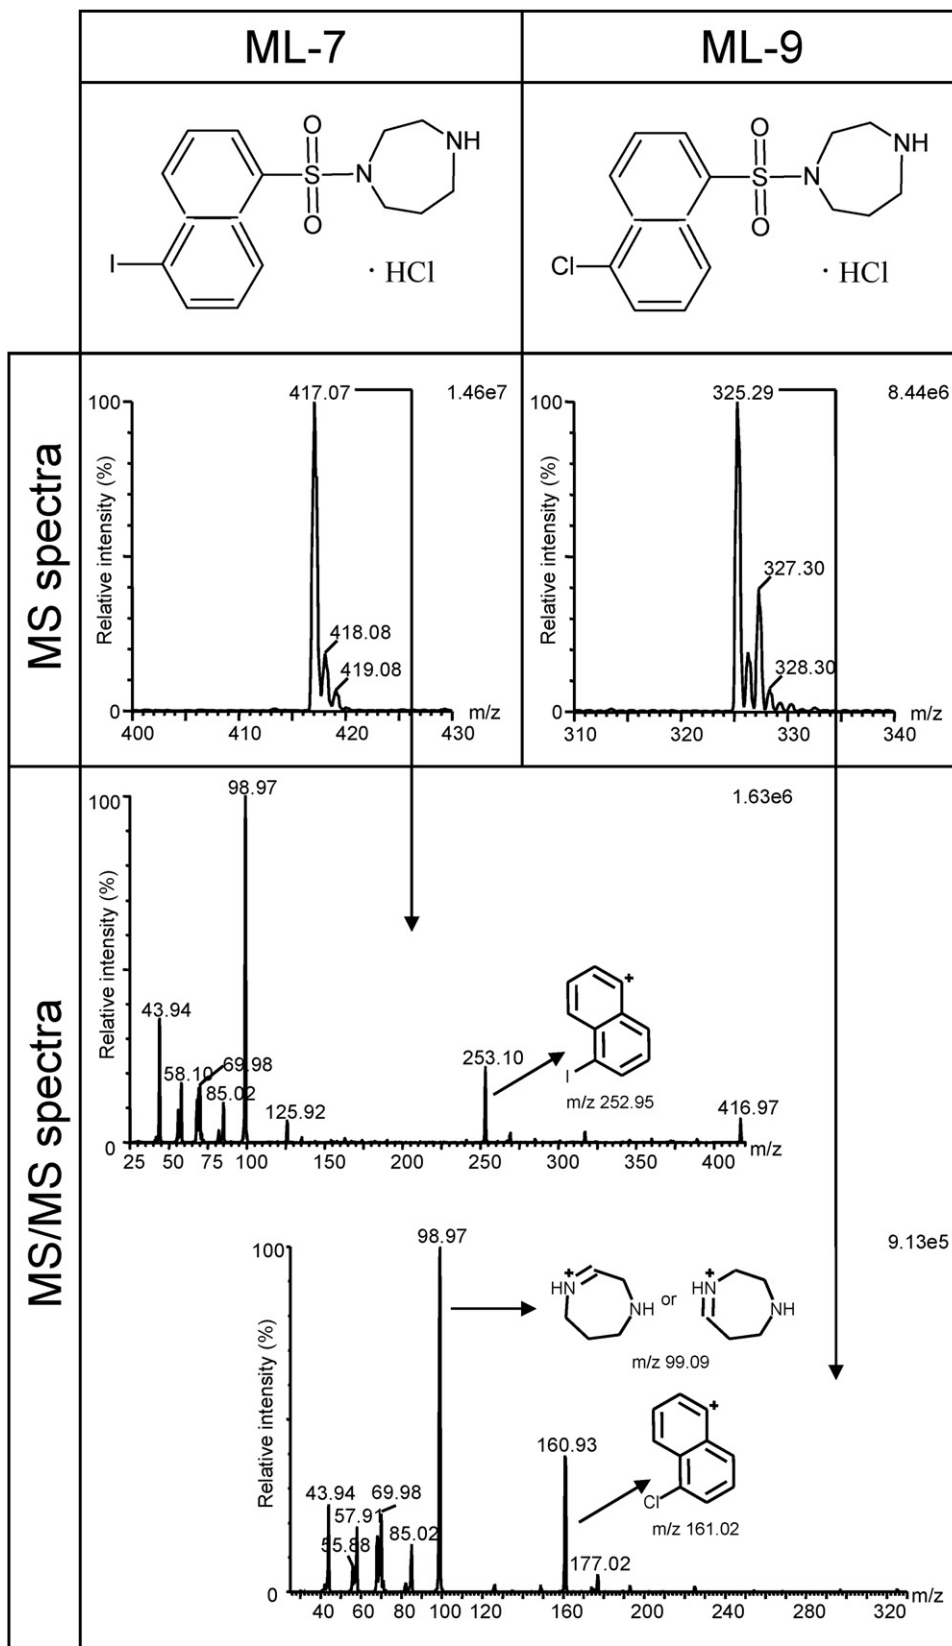 ML-7
ML-9
O
S
O
N
NH
I
· HCl
O
S
O
N
NH
Cl
· HCl
MS spectra
417.07
1.46e7
100
Relative intensity (%)
418.08
419.08
0
m/z
400
410
420
430
325.29
8.44e6
100
Relative intensity (%)
327.30
328.30
0
m/z
310
320
330
340
MS/MS spectra
98.97
1.63e6
100
Relative intensity (%)
43.94
58.10
69.98
85.02
125.92
253.10
+
I
m/z 252.95
416.97
0
25 50 75 100 150 200 250 300 350 400 m/z
98.97
9.13e5
100
Relative intensity (%)
+
HN
NH
or
+
HN
NH
m/z 99.09
160.93
+
Cl
m/z 161.02
43.94
57.91
69.98
55.88
85.02
177.02
0
40 60 80 100 120 160 200 240 280 320 m/z